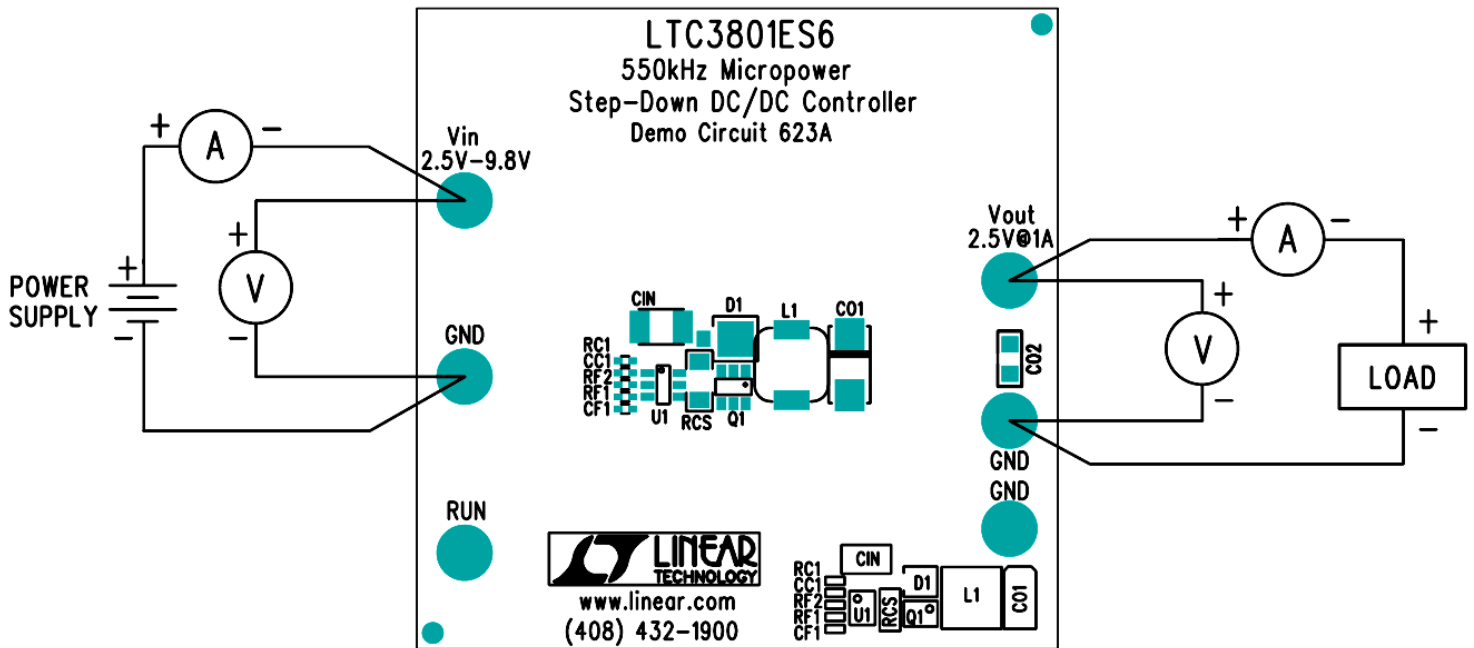 LTC3801ES6
550kHz Micropower
Step-Down DC/DC Controller
Demo Circuit 623A
+ A -
Vin
2.5V-9.8V
+
V
-
+
POWER
SUPPLY
-
GND
RUN
Vout
2.5V@1A
+ A -
+
V
-
+
LOAD
-
CO2
GND
GND
CIN
D1
L1
CO1
RC1
CC1
RF2
RF1
CF1
U1
RCS
Q1
LINEAR
TECHNOLOGY
www.linear.com
(408) 432-1900
RC1
CC1
RF2
RF1
CF1
CIN
U1
RCS
D1
Q1
L1
CO1